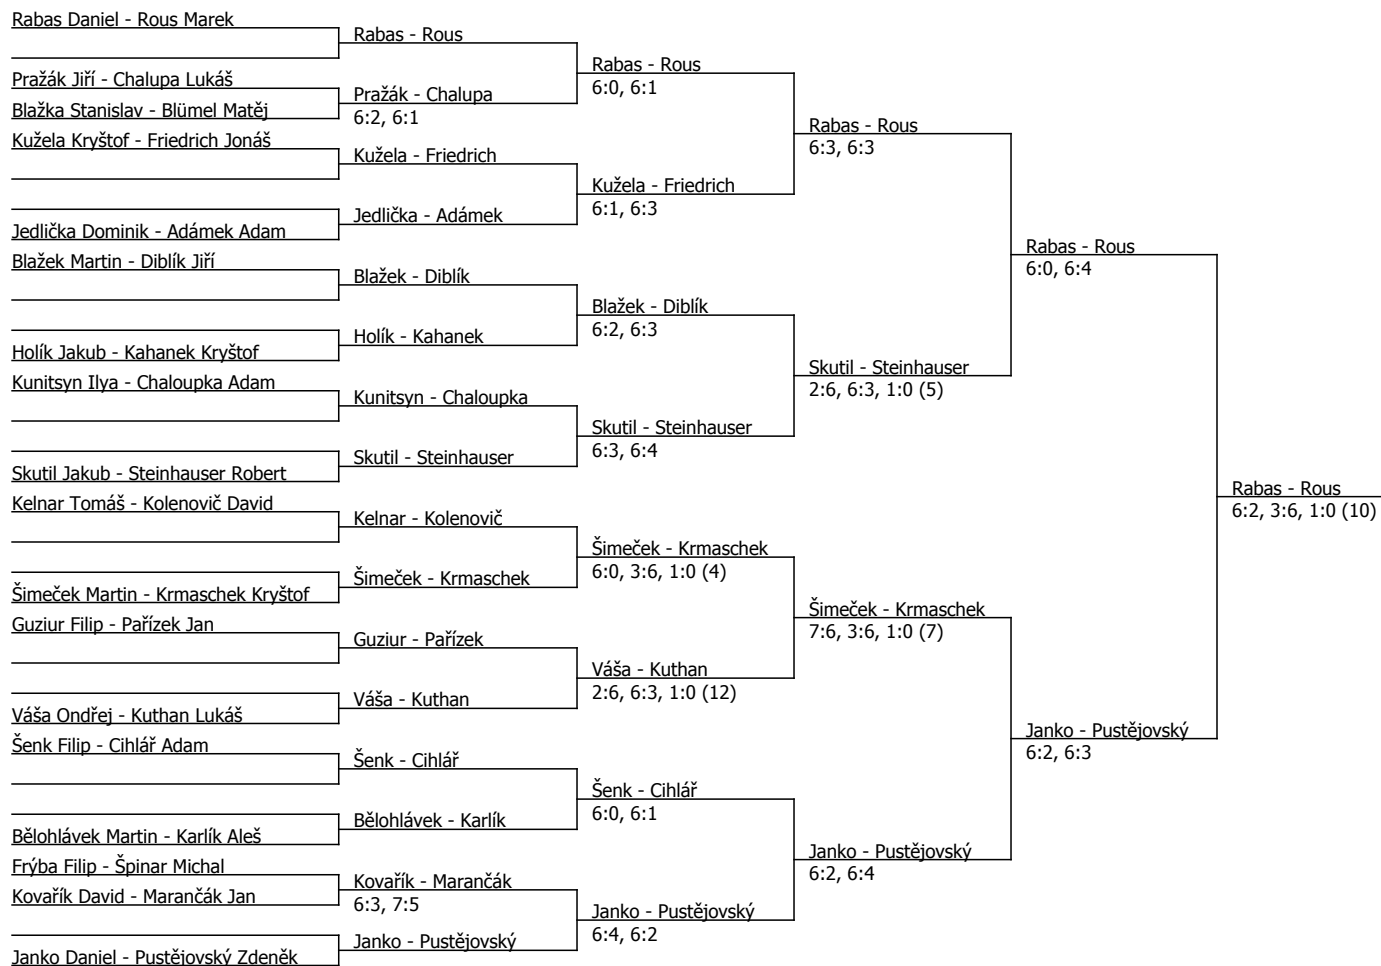 Rabas Daniel - Rous Marek
Pražák Jiří - Chalupa Lukáš
Blažka Stanislav - Blümel Matěj
Kužela Kryštof - Friedrich Jonáš
Jedlička Dominik - Adámek Adam
Blažek Martin - Diblík Jiří
Holík Jakub - Kahanek Kryštof
Kunitsyn Ilya - Chaloupka Adam
Skutil Jakub - Steinhauser Robert
Kelnar Tomáš - Kolenovič David
Šimeček Martin - Krmaschek Kryštof
Guziur Filip - Pařízek Jan
Váša Ondřej - Kuthan Lukáš
Šenk Filip - Cihlář Adam
Bělohlávek Martin - Karlík Aleš
Frýba Filip - Špinar Michal
Kovařík David - Marančák Jan
Janko Daniel - Pustějovský Zdeněk
Rabas - Rous
Pražák - Chalupa
6:2, 6:1
Kužela - Friedrich
Jedlička - Adámek
Blažek - Diblík
Holík - Kahanek
Kunitsyn - Chaloupka
Skutil - Steinhauser
Kelnar - Kolenovič
Šimeček - Krmaschek
Guziur - Pařízek
Váša - Kuthan
Šenk - Cihlář
Bělohlávek - Karlík
Kovařík - Marančák
6:3, 7:5
Janko - Pustějovský
Rabas - Rous
6:0, 6:1
Kužela - Friedrich
6:1, 6:3
Blažek - Diblík
6:2, 6:3
Skutil - Steinhauser
6:3, 6:4
Šimeček - Krmaschek
6:0, 3:6, 1:0 (4)
Váša - Kuthan
2:6, 6:3, 1:0 (12)
Šenk - Cihlář
6:0, 6:1
Janko - Pustějovský
6:4, 6:2
Rabas - Rous
6:3, 6:3
Skutil - Steinhauser
2:6, 6:3, 1:0 (5)
Šimeček - Krmaschek
7:6, 3:6, 1:0 (7)
Janko - Pustějovský
6:2, 6:4
Rabas - Rous
6:0, 6:4
Janko - Pustějovský
6:2, 6:3
Rabas - Rous
6:2, 3:6, 1:0 (10)